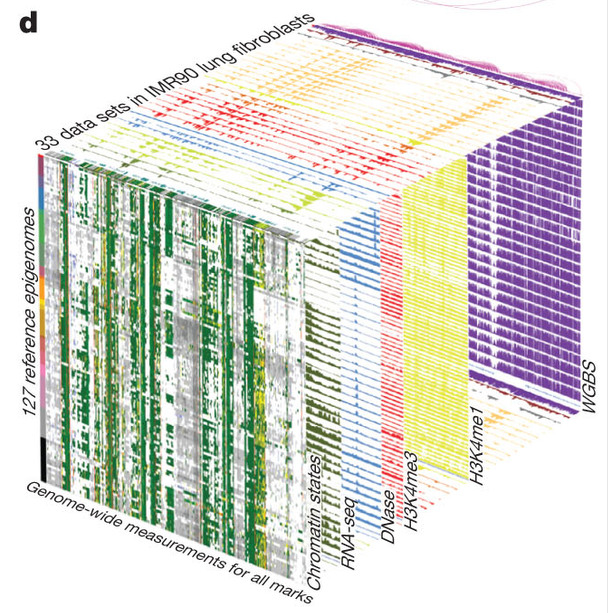 d
33 data sets in IMR90 lung fibroblasts
127 reference epigenomes
Genome-wide measurements for all marks
Chromatin states
RNA-seq
DNase
H3K4me3
H3K4me1
WGBS